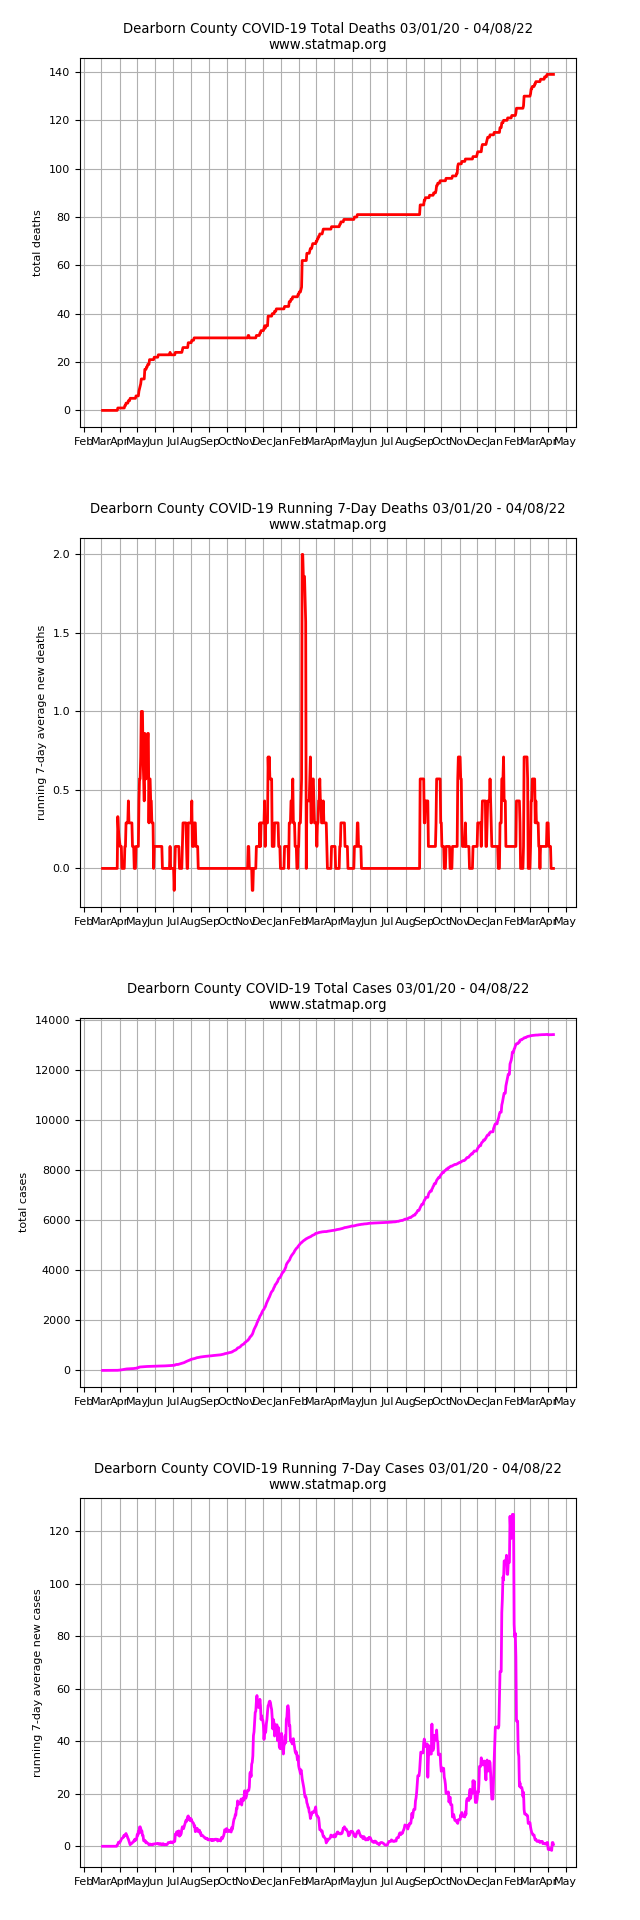 Dearborn County COVID-19 Total Deaths 03/01/20 - 04/08/22
www.statmap.org
140
120
100
80
60
40
20
0
total deaths
Feb Mar Apr May Jun Jul Aug Sep Oct Nov Dec Jan Feb Mar Apr May Jun Jul Aug Sep Oct Nov Dec Jan Feb Mar Apr May
Dearborn County COVID-19 Running 7-Day Deaths 03/01/20 - 04/08/22
www.statmap.org
2.0
1.5
1.0
0.5
0.0
running 7-day average new deaths
Feb Mar Apr May Jun Jul Aug Sep Oct Nov Dec Jan Feb Mar Apr May Jun Jul Aug Sep Oct Nov Dec Jan Feb Mar Apr May
Dearborn County COVID-19 Total Cases 03/01/20 - 04/08/22
www.statmap.org
14000
12000
10000
8000
6000
4000
2000
0
total cases
Feb Mar Apr May Jun Jul Aug Sep Oct Nov Dec Jan Feb Mar Apr May Jun Jul Aug Sep Oct Nov Dec Jan Feb Mar Apr May
Dearborn County COVID-19 Running 7-Day Cases 03/01/20 - 04/08/22
www.statmap.org
120
100
80
60
40
20
0
running 7-day average new cases
Feb Mar Apr May Jun Jul Aug Sep Oct Nov Dec Jan Feb Mar Apr May Jun Jul Aug Sep Oct Nov Dec Jan Feb Mar Apr May